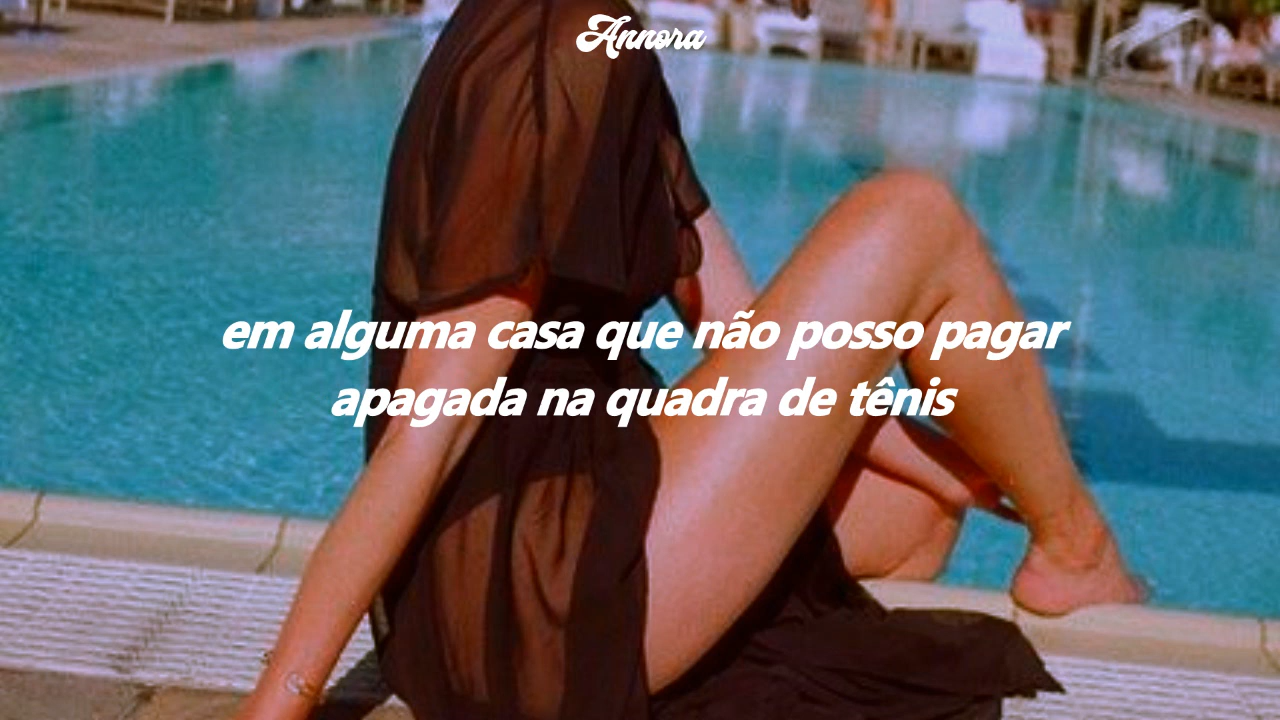 Annora
em alguma casa que não posso pagar
apagada na quadra de tênis